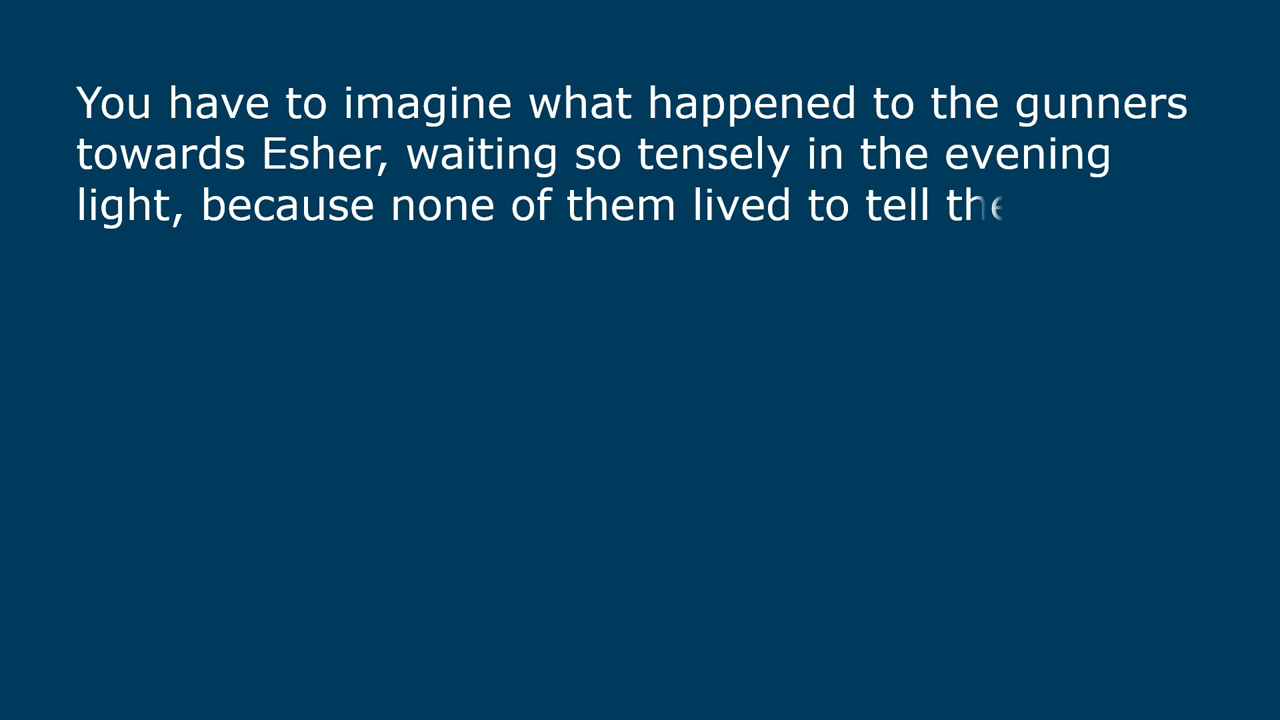 You have to imagine what happened to the gunners
towards Esher, waiting so tensely in the evening
light, because none of them lived to tell the